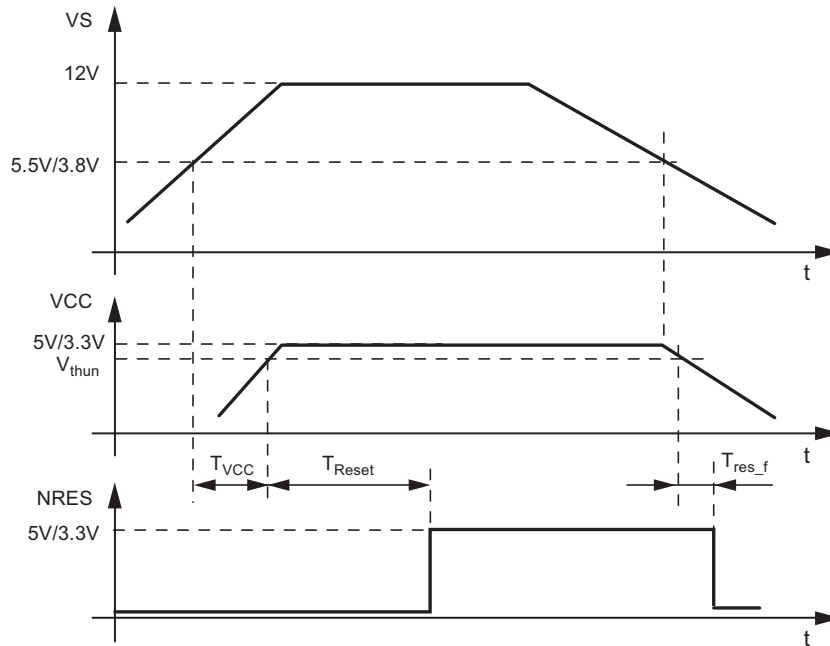 VS
12V
5.5V/3.8V
t
VCC
5V/3.3V
Vthun
t
TVCC
TReset
Tres_f
NRES
5V/3.3V
t